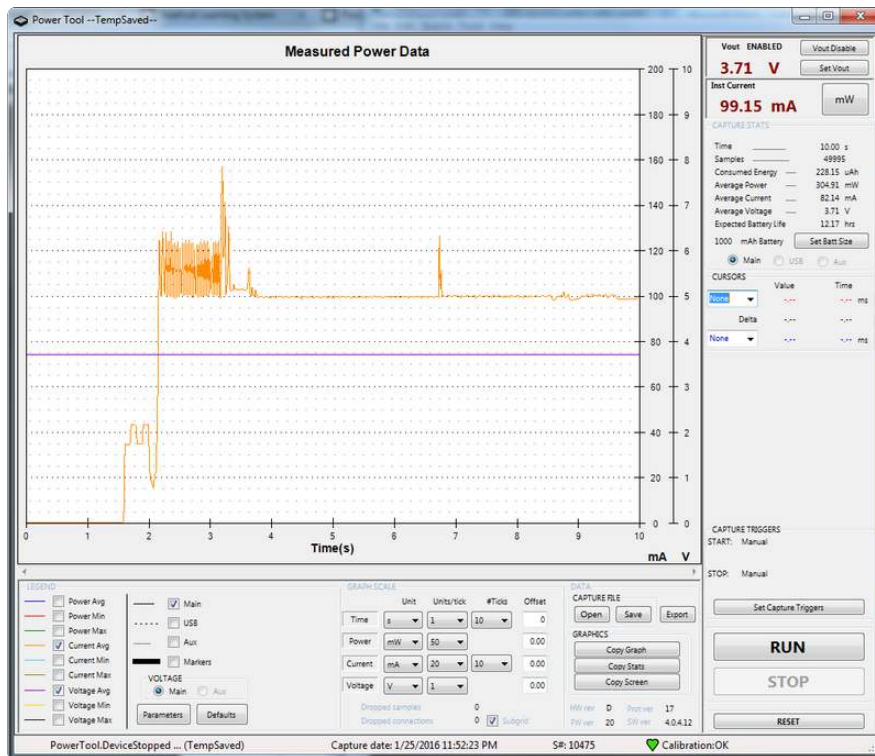 Power Tool --TempSaved--
Measured Power Data
200 10
180 9
160 8
140 7
120 6
100 5
80 4
60 3
40 2
20 1
0 0
0 1 2 3 4 5 6 7 8 9 10
Time(s)
mA V
Vout ENABLED
3.71 V
Vout Disable
Set Vout
Inst Current
99.15 mA
mW
CAPTURE STATS
Time 10.00 s
Samples 49995
Consumed Energy 228.15 uAh
Average Power 304.91 mW
Average Current 82.14 mA
Average Voltage 3.71 V
Expected Battery Life 12.17 hrs
1000 mAh Battery Set Batt Size
Main USB Aux
CURSORS
Value Time
None -.-- -.-- ms
Delta -.-- -.--
None -.-- -.-- ms
CAPTURE TRIGGERS
START: Manual
STOP: Manual
Set Capture Triggers
RUN
STOP
RESET
LEGEND
Power Avg
Power Min
Power Max
Current Avg
Current Min
Current Max
Voltage Avg
Voltage Min
Voltage Max
Main
USB
Aux
Markers
VOLTAGE
Main Aux
Parameters Defaults
GRAPH SCALE
Unit Units/tick #Ticks Offset
Time s 1 10 0
Power mW 50 0.00
Current mA 20 10 0.00
Voltage V 1 0.00
Dropped samples 0
Dropped connections 0 Subgrid
DATA
CAPTURE FILE
Open Save Export
GRAPHICS
Copy Graph
Copy Stats
Copy Screen
HW rev D Prot ver 17
FW ver 20 SW ver 4.0.4.12
PowerTool.DeviceStopped ... (TempSaved) Capture date: 1/25/2016 11:52:23 PM S#: 10475 Calibration:OK